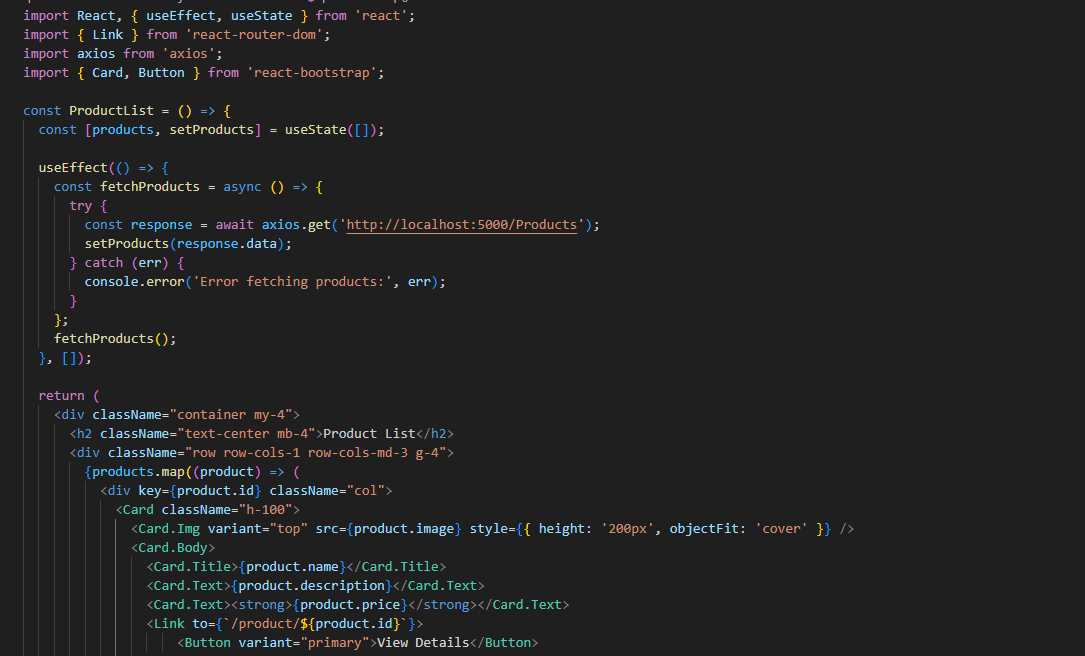 import React, { useEffect, useState } from 'react';
import { Link } from 'react-router-dom';
import axios from 'axios';
import { Card, Button } from 'react-bootstrap';
const ProductList = () => {
const [products, setProducts] = useState([]);
useEffect(() => {
const fetchProducts = async () => {
try {
const response = await axios.get('http://localhost:5000/Products');
setProducts(response.data);
} catch (err) {
console.error('Error fetching products:', err);
}
};
fetchProducts();
}, []);
return (
<div className="container my-4">
<h2 className="text-center mb-4">Product List</h2>
<div className="row row-cols-1 row-cols-md-3 g-4">
{products.map((product) => (
<div key={product.id} className="col">
<Card className="h-100">
<Card.Img variant="top" src={product.image} style={{ height: '200px', objectFit: 'cover' }} />
<Card.Body>
<Card.Title>{product.name}</Card.Title>
<Card.Text>{product.description}</Card.Text>
<Card.Text><strong>{product.price}</strong></Card.Text>
<Link to={`/product/${product.id}`}>
<Button variant="primary">View Details</Button>